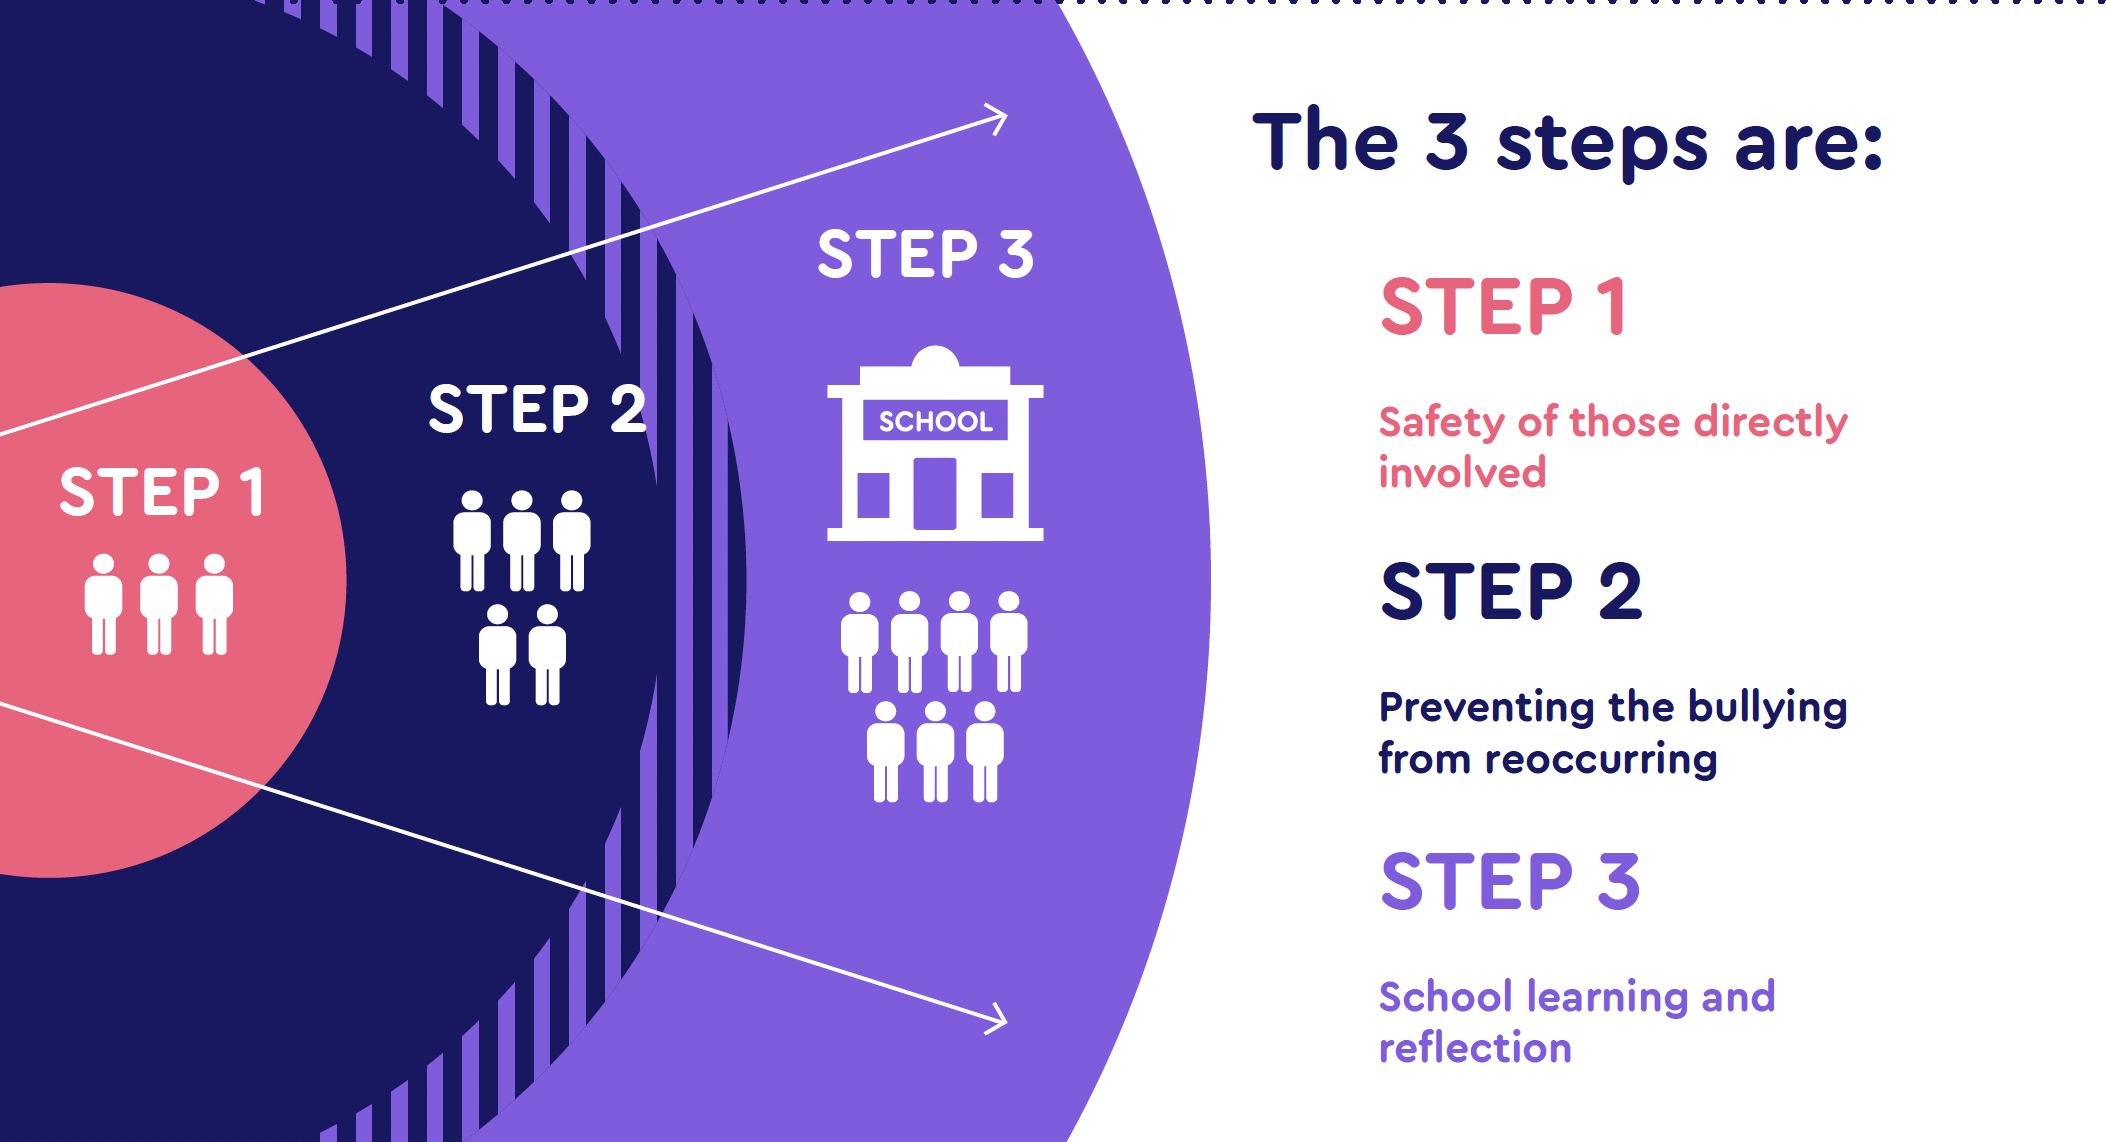 STEP 1
STEP 2
STEP 3
SCHOOL
The 3 steps are:
STEP 1
Safety of those directly
involved
STEP 2
Preventing the bullying
from reoccurring
STEP 3
School learning and
reflection